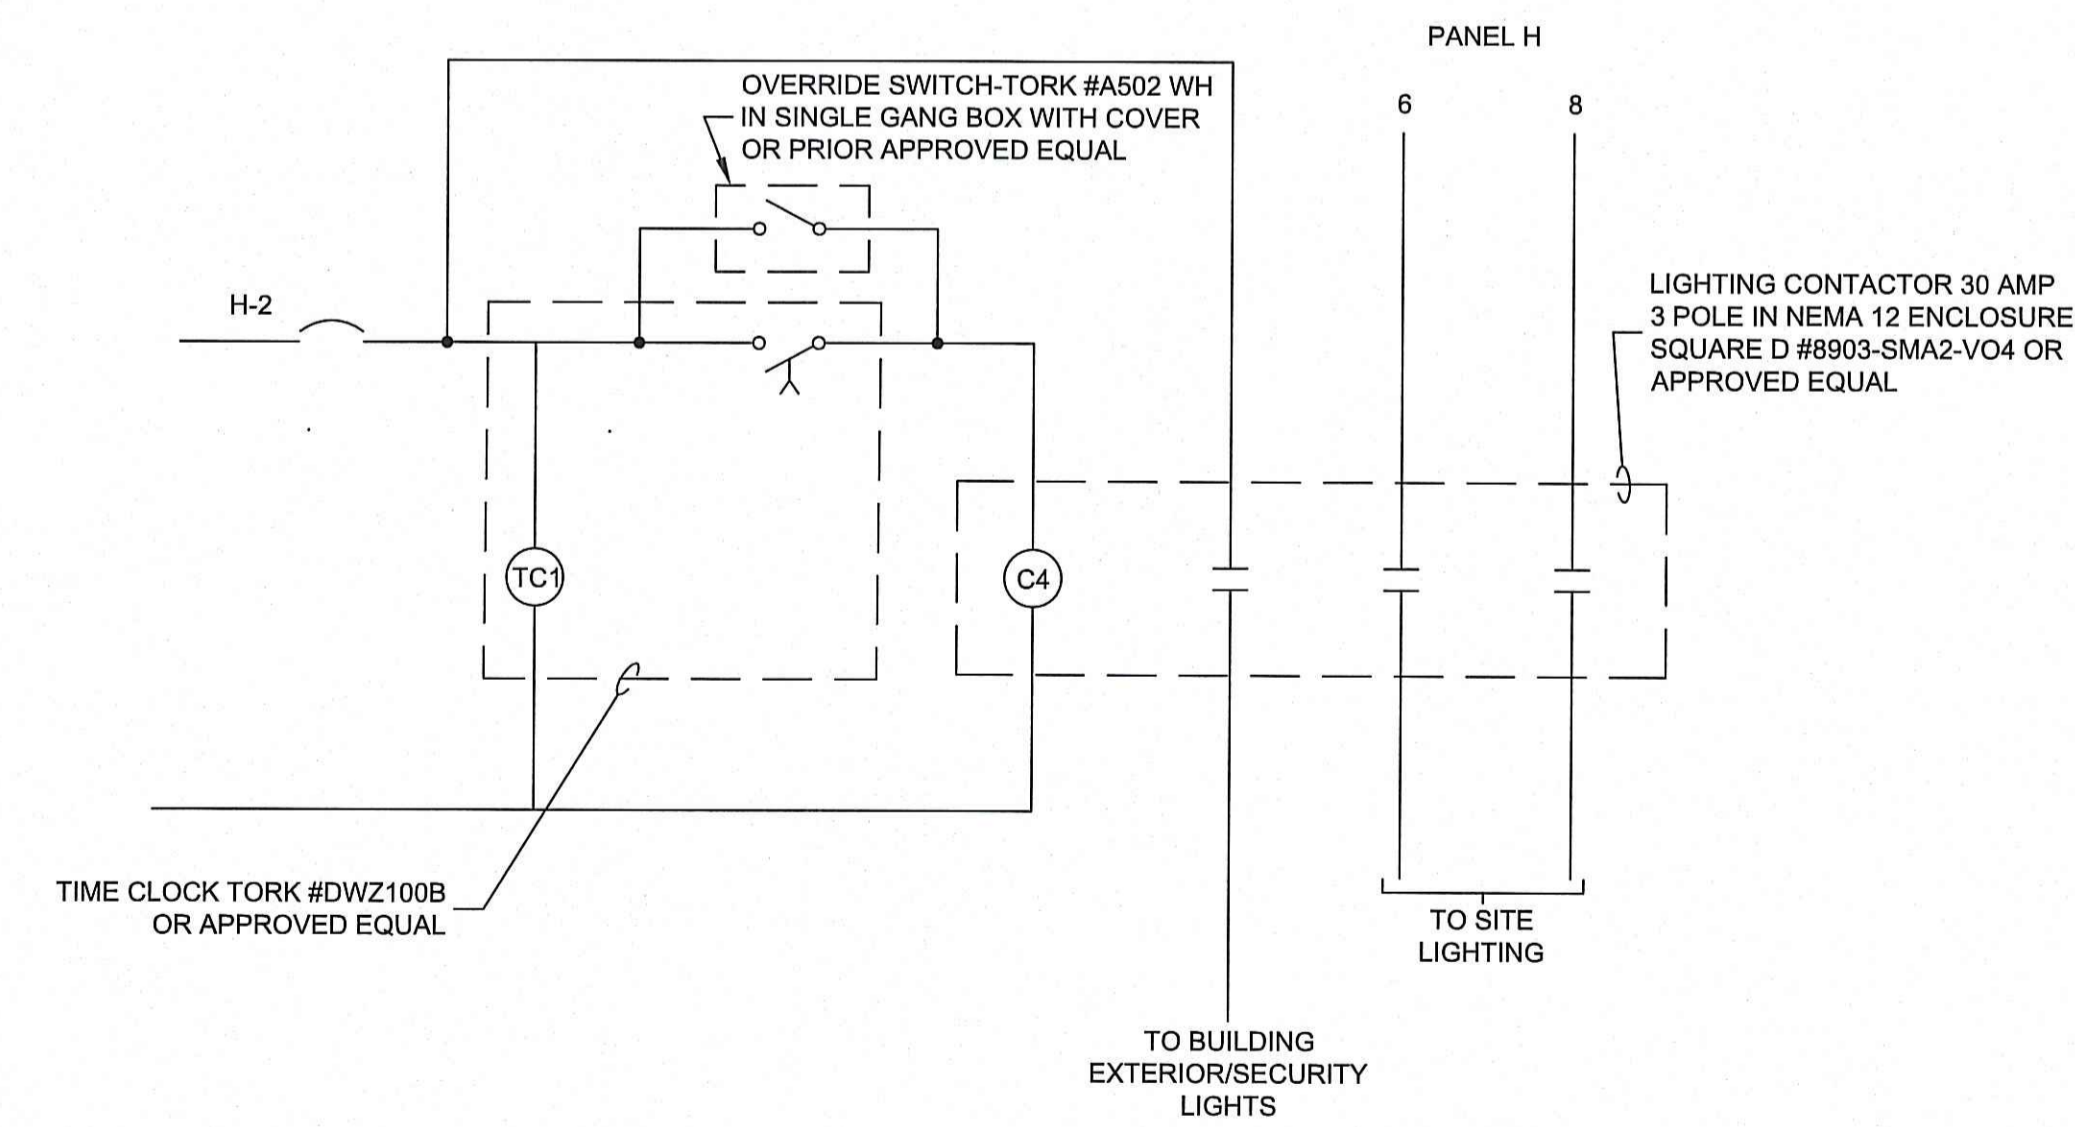 PANEL H
OVERRIDE SWITCH-TORK #A502 WH
IN SINGLE GANG BOX WITH COVER
OR PRIOR APPROVED EQUAL
6
8
H-2
LIGHTING CONTACTOR 30 AMP
3 POLE IN NEMA 12 ENCLOSURE
SQUARE D #8903-SMA2-VO4 OR
APPROVED EQUAL
TC1
C4
TIME CLOCK TORK #DWZ100B
OR APPROVED EQUAL
TO SITE
LIGHTING
TO BUILDING
EXTERIOR/SECURITY
LIGHTS